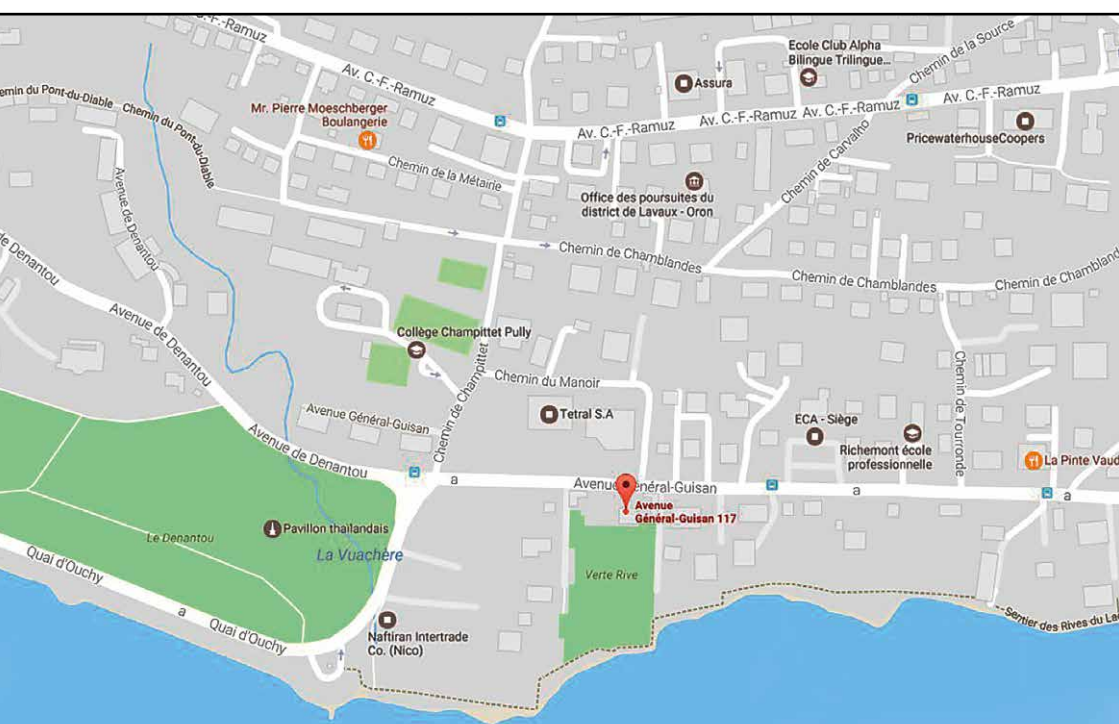 C.-F.-Ramuz
Ecole Club Alpha
Bilingue Trilingue...
Chemin de la Source
Av. C.-F.-Ramuz
Assura
Av. C.-F.-Ramuz
Chemin du Pont-du-Diable
Chemin du Pont-du-Diable
Mr. Pierre Moeschberger
Boulangerie
Av. C.-F.-Ramuz
Av. C.-F.-Ramuz
Av. C.-F.-Ramuz
PricewaterhouseCoopers
Chemin de Carvalho
Chemin de la Métairie
Avenue de Denantou
Office des poursuites du
district de Lavaux - Oron
de Denantou
Chemin de Chamblandes
Chemin de Chamblandes
Chemin de Chambland
Avenue de Denantou
Collège Champittet Pully
Chemin de Champittet
Chemin du Manoir
Chemin de Tourronde
Avenue Général-Guisan
Tetral S.A
ECA - Siège
Avenue de Denantou
Richemont école
professionnelle
La Pinte Vaud
a
Avenue Général-Guisan
a
a
Avenue
Général-Guisan 117
Pavillon thaïlandais
Le Denantou
La Vuachère
Quai d'Ouchy
Verte Rive
a
Quai d'Ouchy
Naftiran Intertrade
Co. (Nico)
Sentier des Rives du Lac